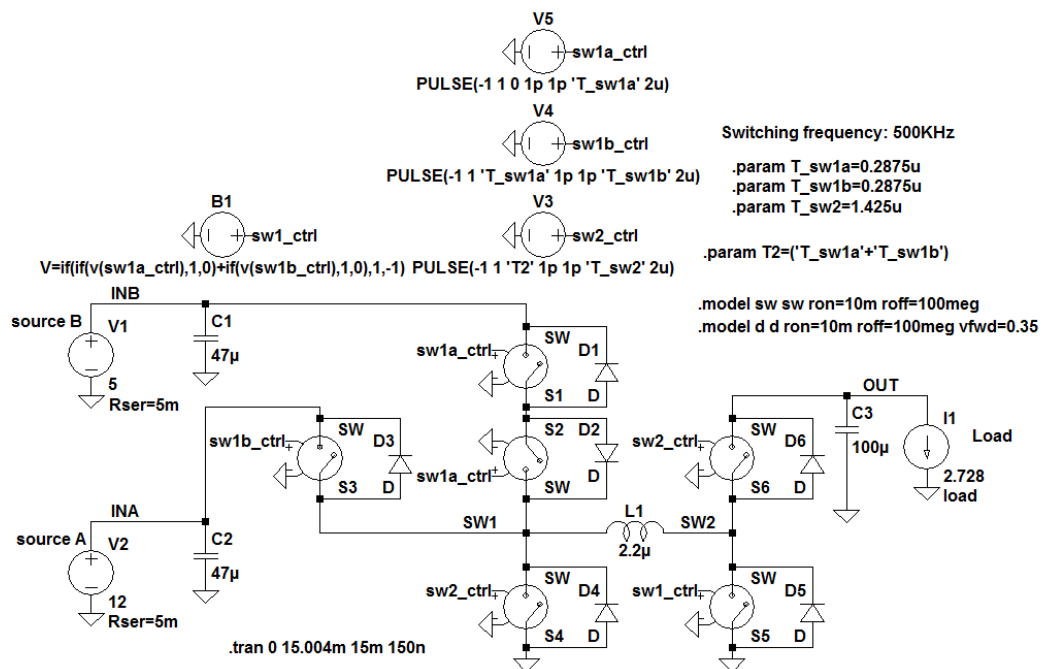 V5
sw1a_ctrl
PULSE(-1 1 0 1p 1p 'T_sw1a' 2u)
V4
sw1b_ctrl
PULSE(-1 1 'T_sw1a' 1p 1p 'T_sw1b' 2u)
Switching frequency: 500KHz
.param T_sw1a=0.2875u
.param T_sw1b=0.2875u
.param T_sw2=1.425u
B1
sw1_ctrl
V=if(if(v(sw1a_ctrl),1,0)+if(v(sw1b_ctrl),1,0),1,-1)
V3
sw2_ctrl
PULSE(-1 1 'T2' 1p 1p 'T_sw2' 2u)
.param T2=('T_sw1a'+'T_sw1b')
.model sw sw ron=10m roff=100meg
.model d d ron=10m roff=100meg vfwd=0.35
INB
source B
V1
5
Rser=5m
C1
47µ
sw1a_ctrl
SW
D1
S1
D
sw1b_ctrl
SW
D3
S3
D
S2
D2
sw1a_ctrl
SW
D
sw2_ctrl
SW
D6
S6
D
OUT
C3
100µ
I1
Load
2.728
load
INA
source A
V2
12
Rser=5m
C2
47µ
SW1
L1
2.2µ
SW2
sw2_ctrl
SW
D4
S4
D
sw1_ctrl
SW
D5
S5
D
.tran 0 15.004m 15m 150n